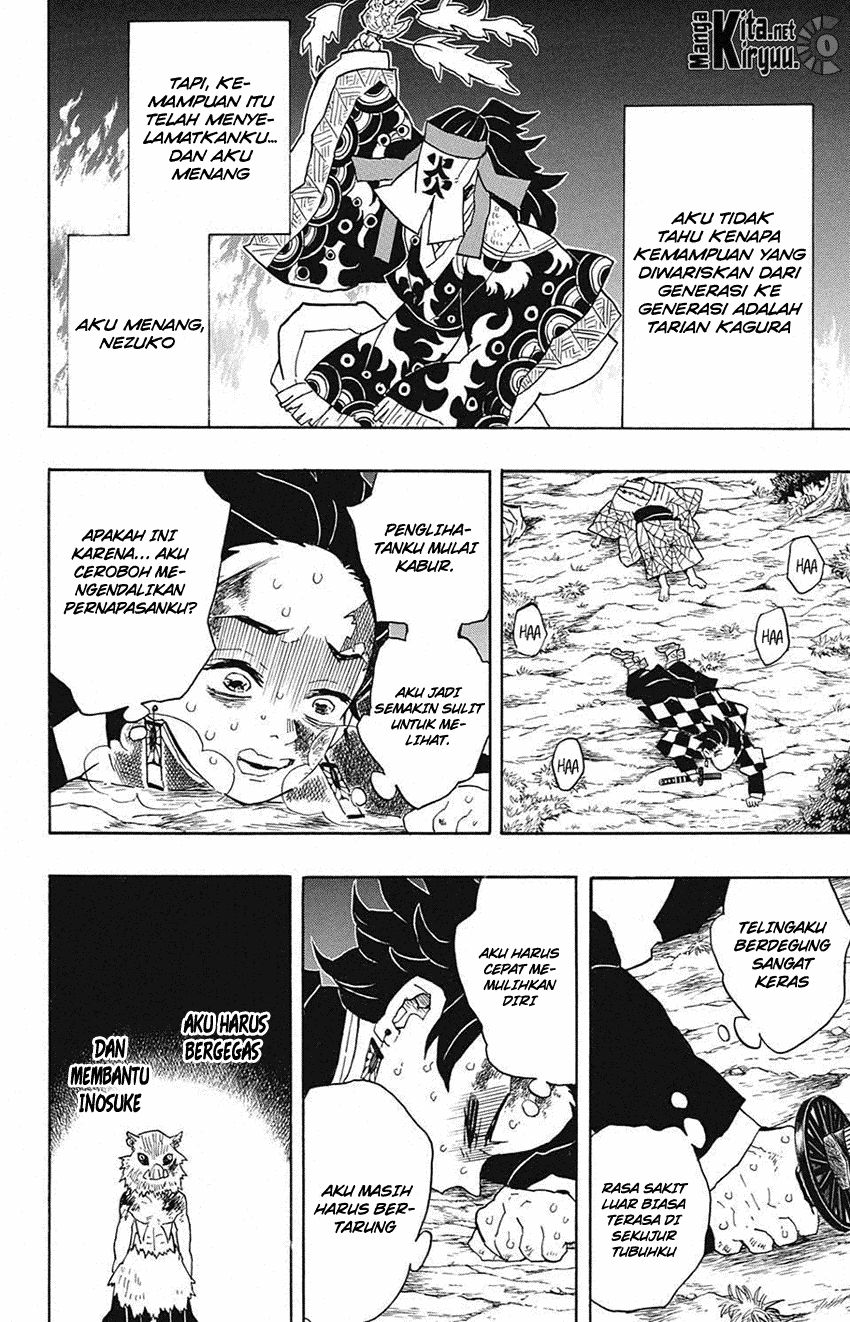 Manga
Kita.net
Kiryuu.
AKU TIDAK
TAHU KENAPA
KEMAMPUAN YANG
DIWARISKAN DARI
GENERASI KE
GENERASI ADALAH
TARIAN KAGURA
TAPI, KE-
MAMPUAN ITU
TELAH MENYE-
LAMATKANKU...
DAN AKU
MENANG
AKU MENANG,
NEZUKO
炎
HAA
HAA
HAA
HAA
PENGLIHA-
TANKU MULAI
KABUR.
AKU JADI
SEMAKIN SULIT
UNTUK ME-
LIHAT.
APAKAH INI
KARENA... AKU
CEROBOH ME-
NGENDALIKAN
PERNAPASANKU?
TELINGAKU
BERDEGUNG
SANGAT
KERAS
RASA SAKIT
LUAR BIASA
TERASA DI
SEKUJUR
TUBUHKU
AKU HARUS
CEPAT ME-
MULIHKAN
DIRI
AKU MASIH
HARUS BER-
TARUNG
AKU HARUS
BERGEGAS
DAN
MEMBANTU
INOSUKE